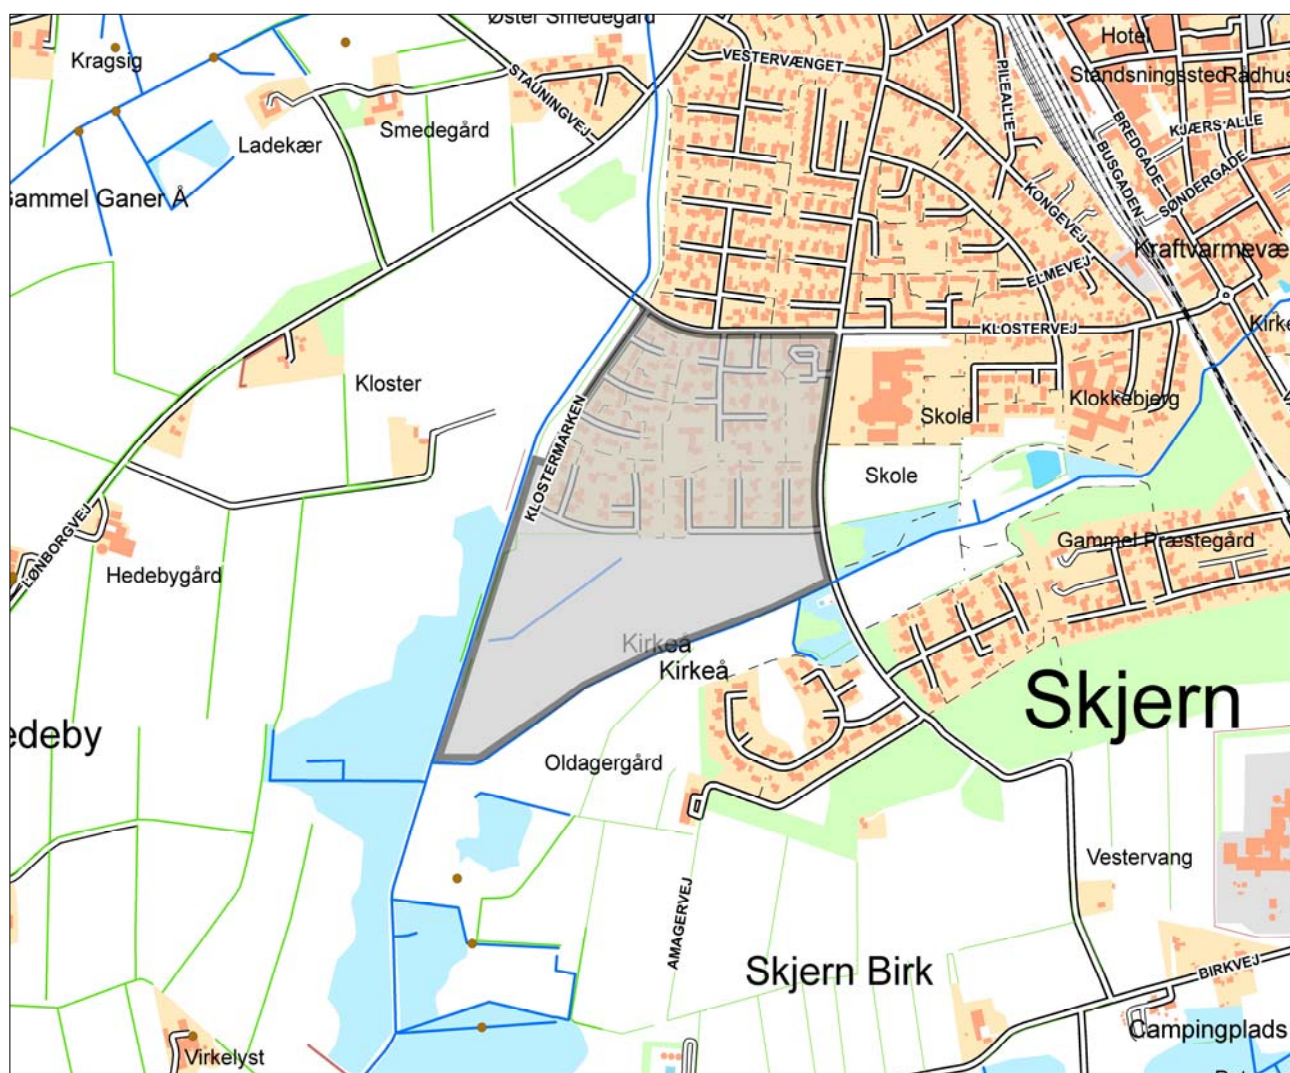 Øster Smedegård
Hotel
Kragsig
VESTERVÆNGET
STAUNINGVEJ
PILEALLE
Standsningssted
Rådhus
BREDGADE
KJÆRS ALLE
Smedegård
Ladekær
BUSGADEN
SØNDERGADE
Gammel Ganer Å
KONGEVEJ
Kraftvarmevæ
ELMEVEJ
KLOSTERVEJ
Kirke
Kloster
Klokkebjerg
Skole
KLOSTERMARKEN
Skole
LØNBORGVEJ
Gammel Præstegård
Hedebygård
Kirkeå
Kirkeå
Skjern
edeby
Oldagergård
Vestervang
AMAGERVEJ
Skjern Birk
BIRKVEJ
Campingplads
Virkelyst